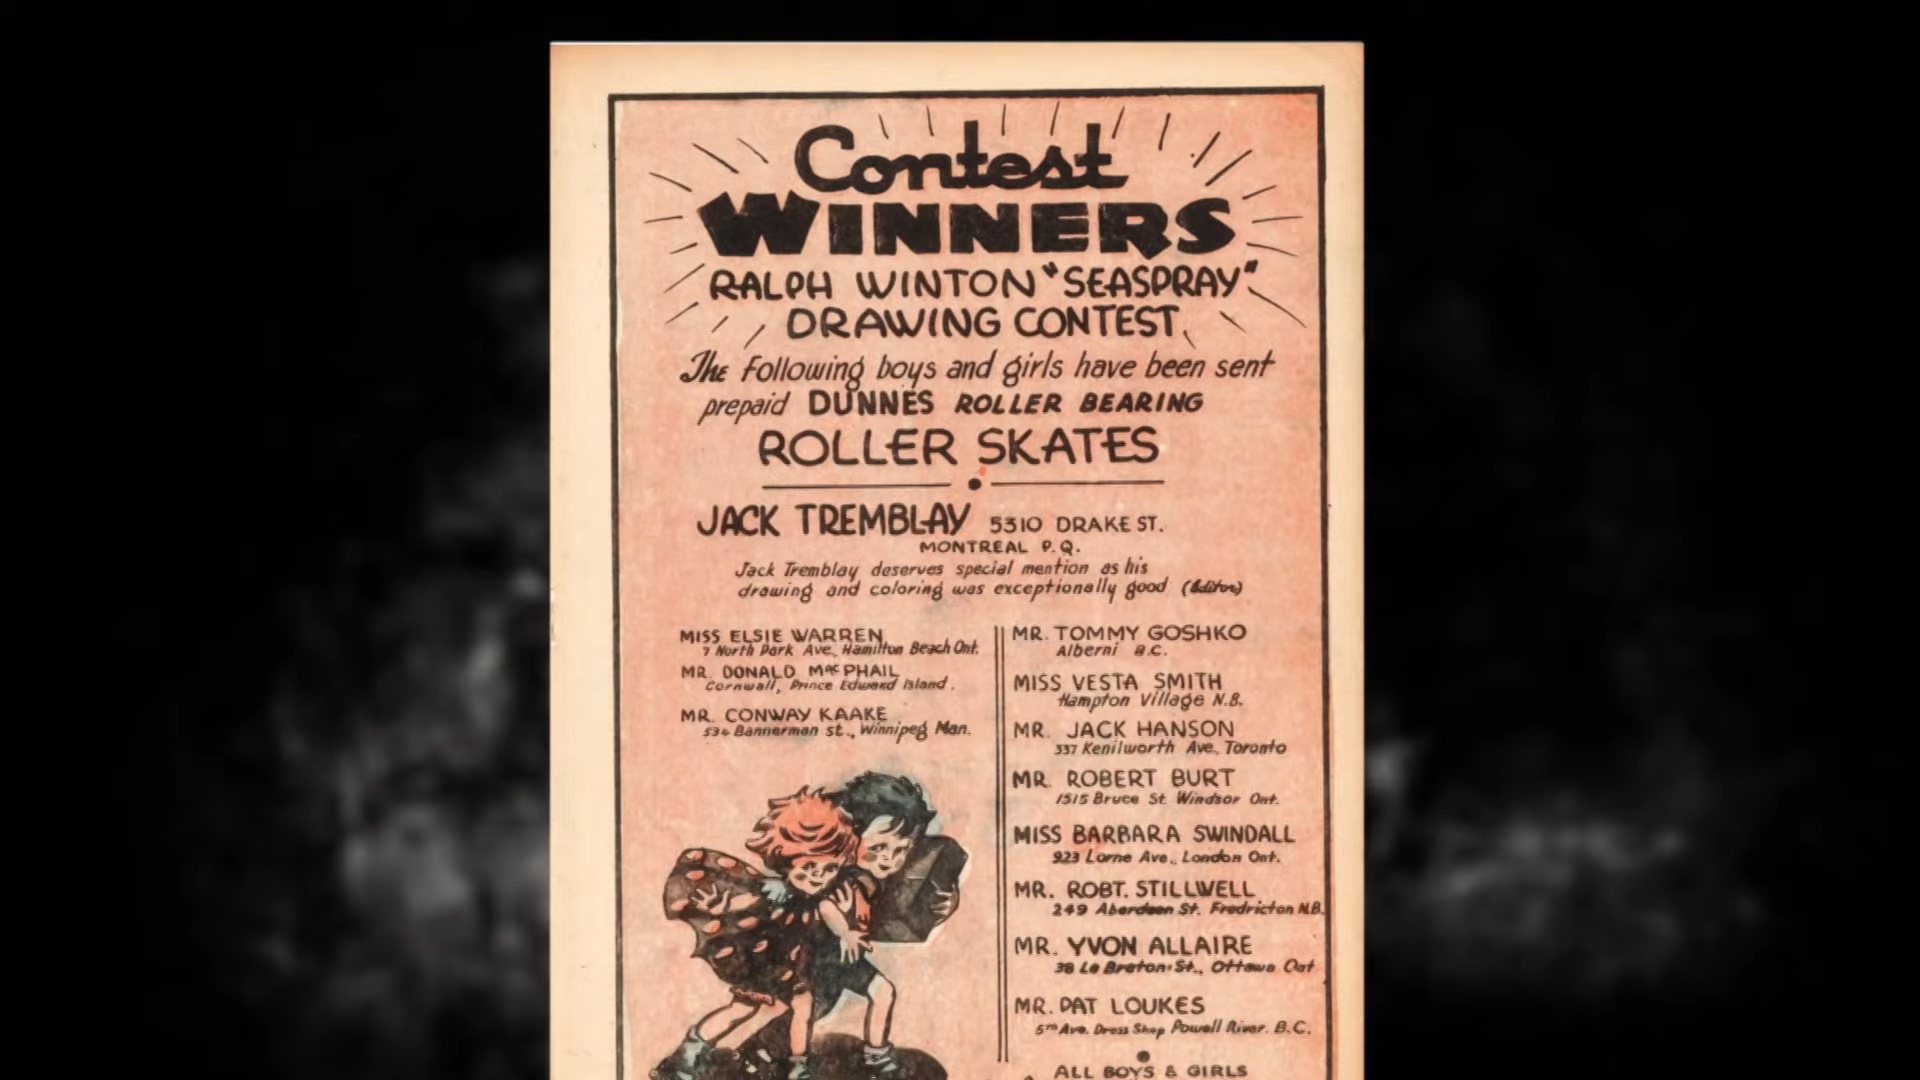 Contest
WINNERS
RALPH WINTON "SEASPRAY"
DRAWING CONTEST
The following boys and girls have been sent
prepaid DUNNES ROLLER BEARING
ROLLER SKATES
JACK TREMBLAY 5310 DRAKE ST.
MONTREAL P.Q.
Jack Tremblay deserves special mention as his
drawing and coloring was exceptionally good (Editor)
MISS ELSIE WARREN
7 North Park Ave., Hamilton Beach Ont.
MR. DONALD MACPHAIL
Cornwall, Prince Edward Island.
MR. CONWAY KAAKE
534 Bannerman st., Winnipeg Man.
MR. TOMMY GOSHKO
Alberni B.C.
MISS VESTA SMITH
Hampton Village N.B.
MR. JACK HANSON
337 Kenilworth Ave., Toronto
MR. ROBERT BURT
1515 Bruce St. Windsor Ont.
MISS BARBARA SWINDALL
923 Lorne Ave., London Ont.
MR. ROBT. STILLWELL
249 Aberdeen St. Fredricton N.B.
MR. YVON ALLAIRE
38 Le Breton St., Ottawa Ont
MR. PAT LOUKES
5TH Ave. Dress Shop Powell River. B.C.
ALL BOYS & GIRLS